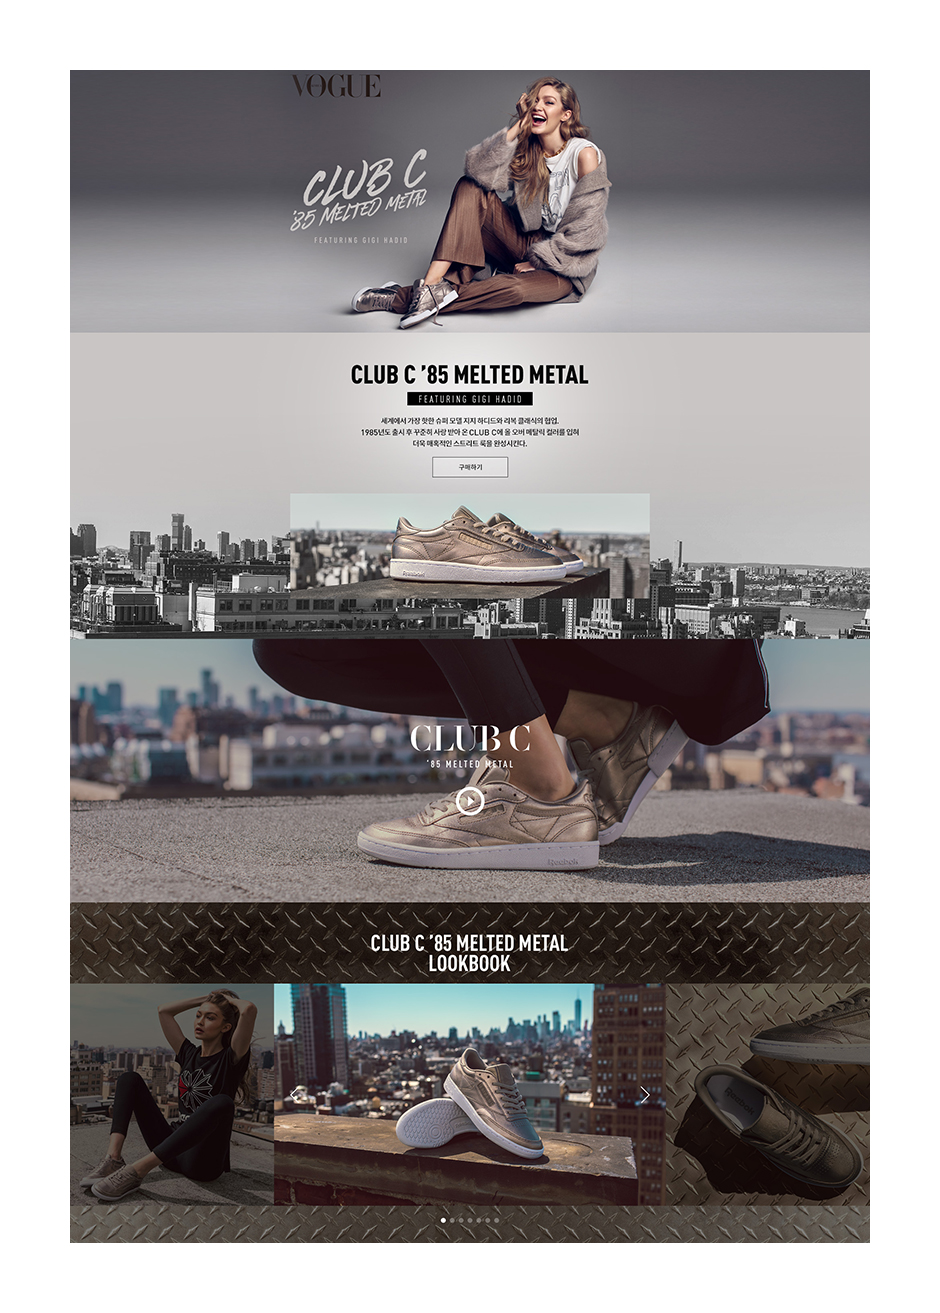 VOGUE
CLUB C
'85 MELTED METAL
FEATURING GIGI HADID
CLUB C '85 MELTED METAL
FEATURING GIGI HADID
세계에서 가장 핫한 슈퍼 모델 지지 하디드와 리복 클래식의 협업.
1985년도 출시 후 꾸준히 사랑 받아 온 CLUB C에 올 오버 메탈릭 컬러를 입혀
더욱 매혹적인 스트리트 룩을 완성시킨다.
구매하기
Reebok
CLUB C
'85 MELTED METAL
Reebok
CLUB C '85 MELTED METAL
LOOKBOOK
Reebok